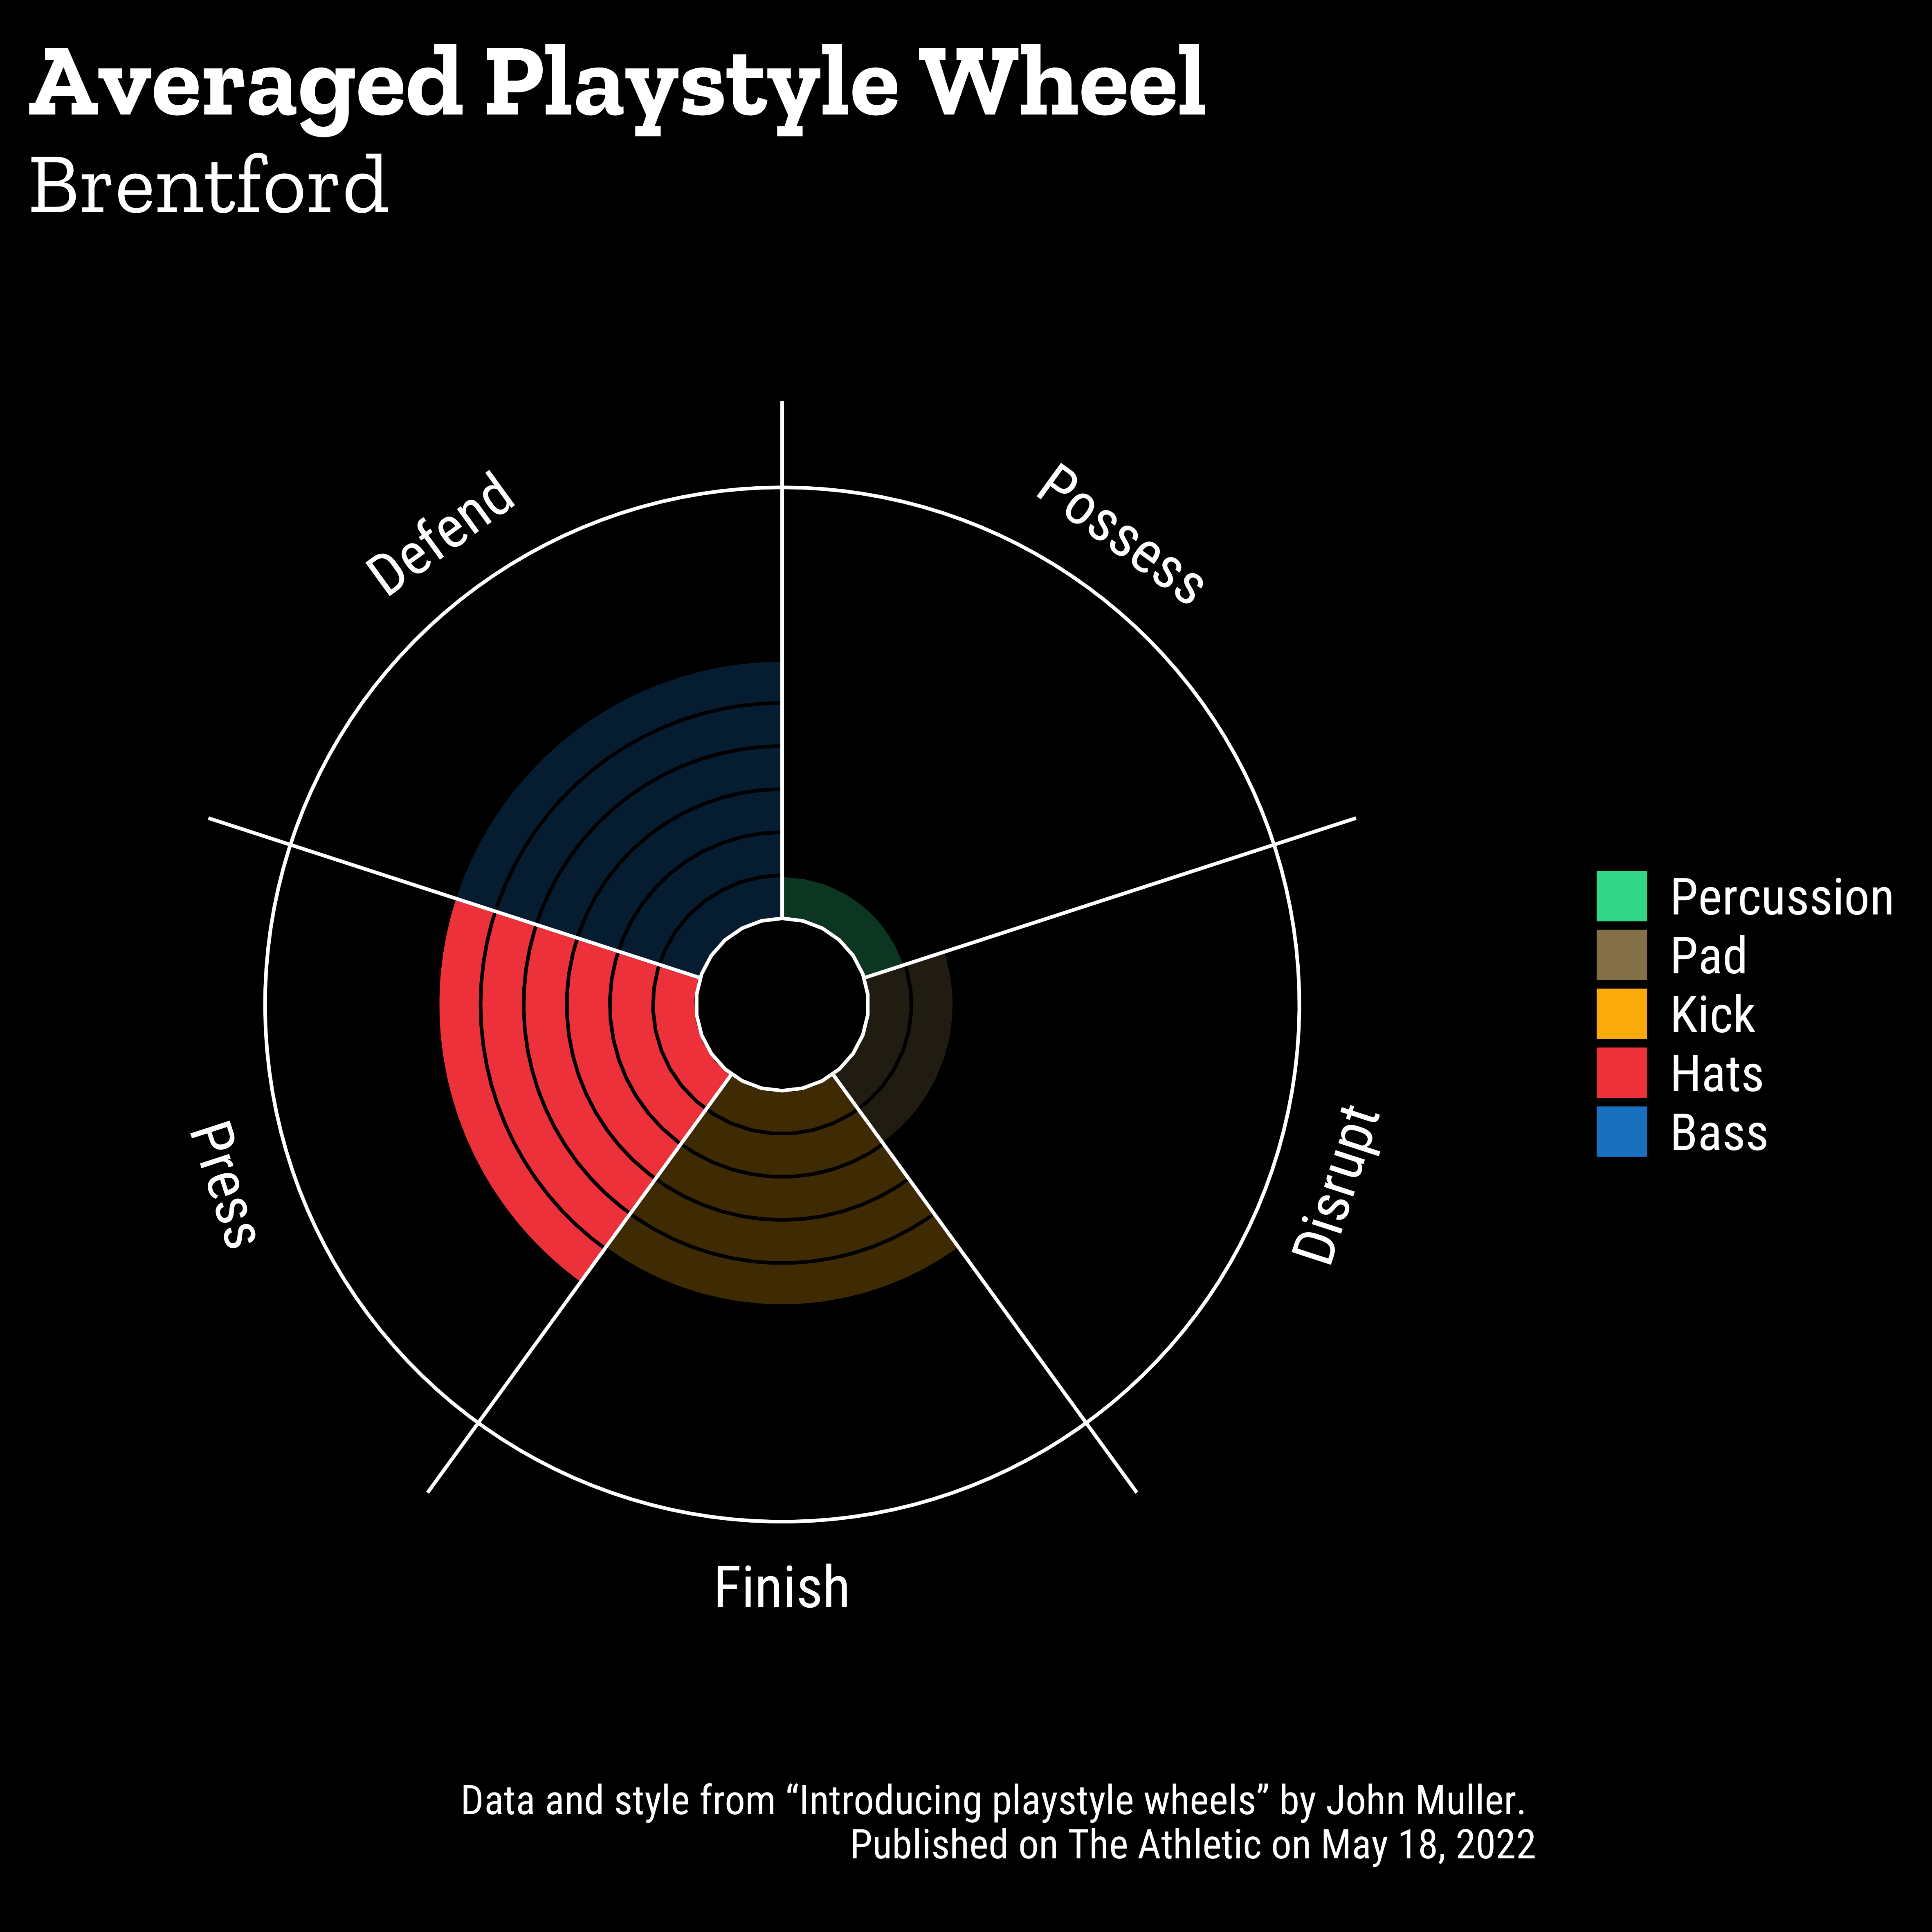 Averaged Playstyle Wheel
Brentford
Defend
Possess
Press
Disrupt
Finish
Percussion
Pad
Kick
Hats
Bass
Data and style from “Introducing playstyle wheels” by John Muller.
Published on The Athletic on May 18, 2022